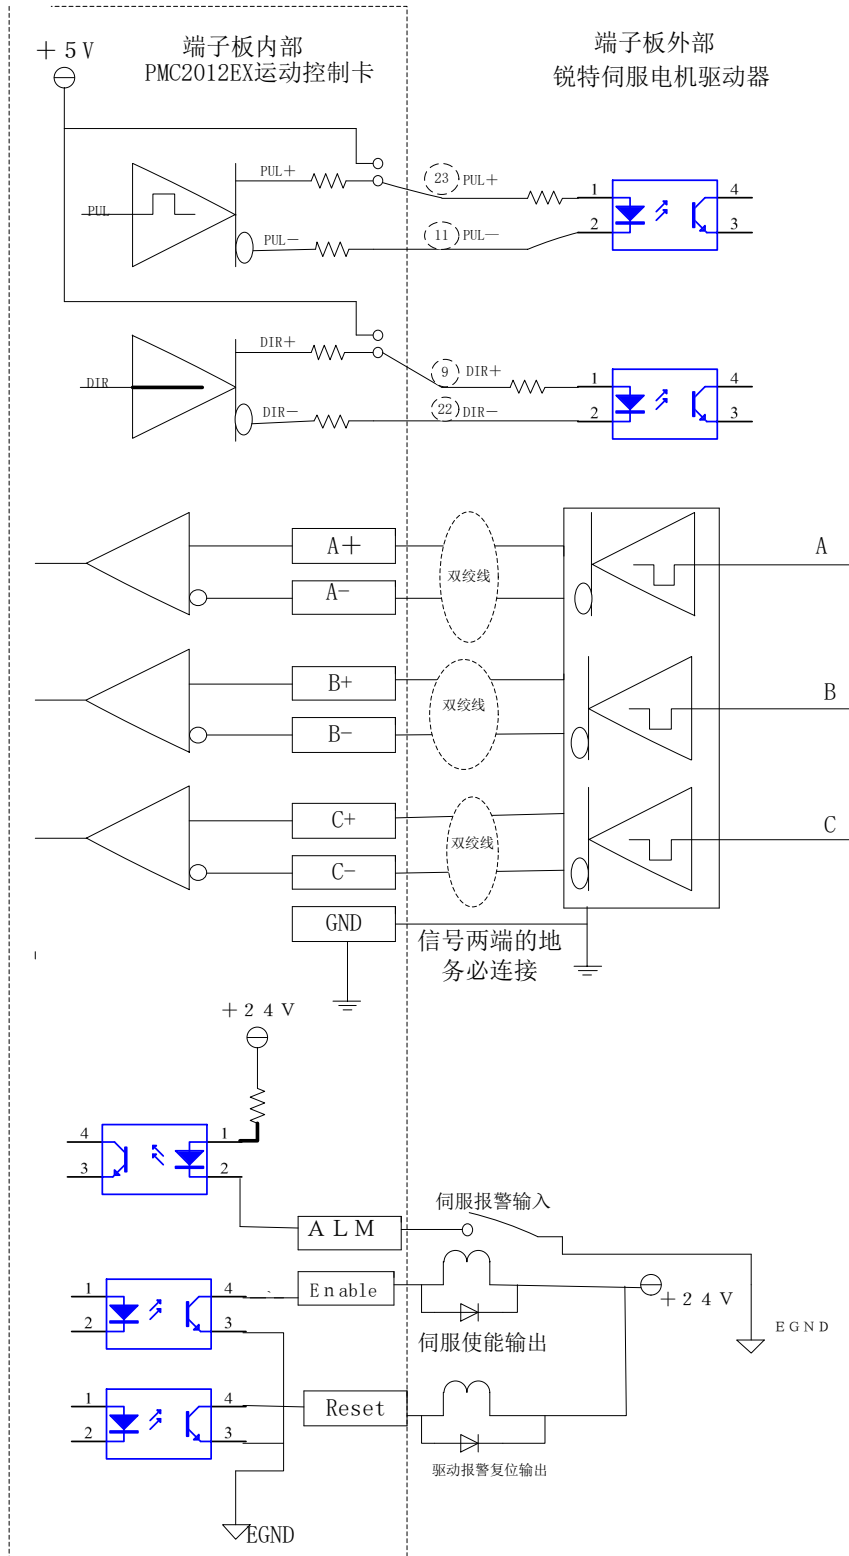 ＋5V
端子板内部
PMC2012EX运动控制卡
端子板外部
锐特伺服电机驱动器
PUL
PUL+
PUL−
23 PUL+
11 PUL—
1
2
4
3
DIR
DIR+
DIR−
9 DIR+
22 DIR−
1
2
4
3
A+
A-
双绞线
A
B+
B-
双绞线
B
C+
C-
双绞线
C
GND
信号两端的地
务必连接
＋２４Ｖ
4
3
1
2
ＡＬＭ
伺服报警输入
1
2
4
3
Enable
＋２４Ｖ
伺服使能输出
ＥＧＮＤ
1
2
4
3
Reset
驱动报警复位输出
EGND